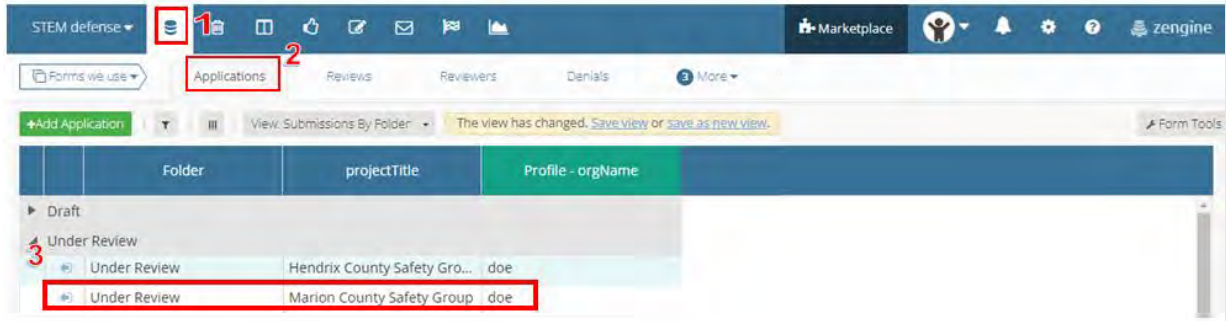 STEM defense 1 Marketplace zengine
2
Forms we use Applications Reviews Reviewers Denials 3 More
+Add Application View: Submissions By Folder The view has changed. Save view or save as new view. Form Tools
Folder projectTitle Profile - orgName
Draft
Under Review
3
Under Review Hendrix County Safety Gro... doe
Under Review Marion County Safety Group doe